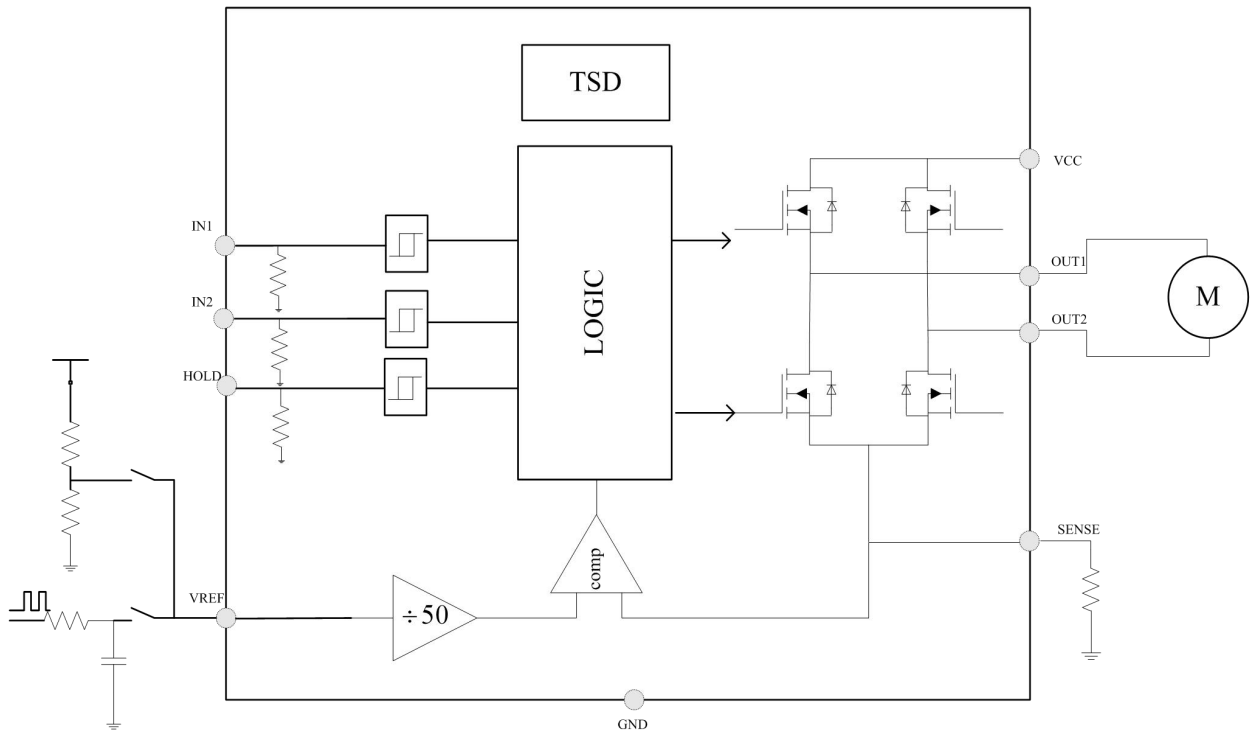 TSD
VCC
IN1
LOGIC
OUT1
M
IN2
OUT2
HOLD
SENSE
comp
VREF
÷50
GND